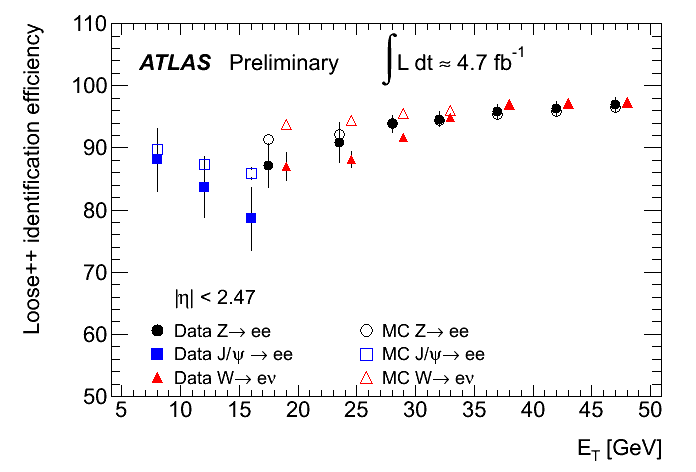 Loose++ identification efficiency
110
100
90
80
70
60
50
ATLAS Preliminary
∫ L dt ≈ 4.7 fb⁻¹
|η| < 2.47
Data Z→ ee
MC Z→ ee
Data J/ψ → ee
MC J/ψ→ ee
Data W→ eν
MC W→ eν
5 10 15 20 25 30 35 40 45 50
E_T [GeV]